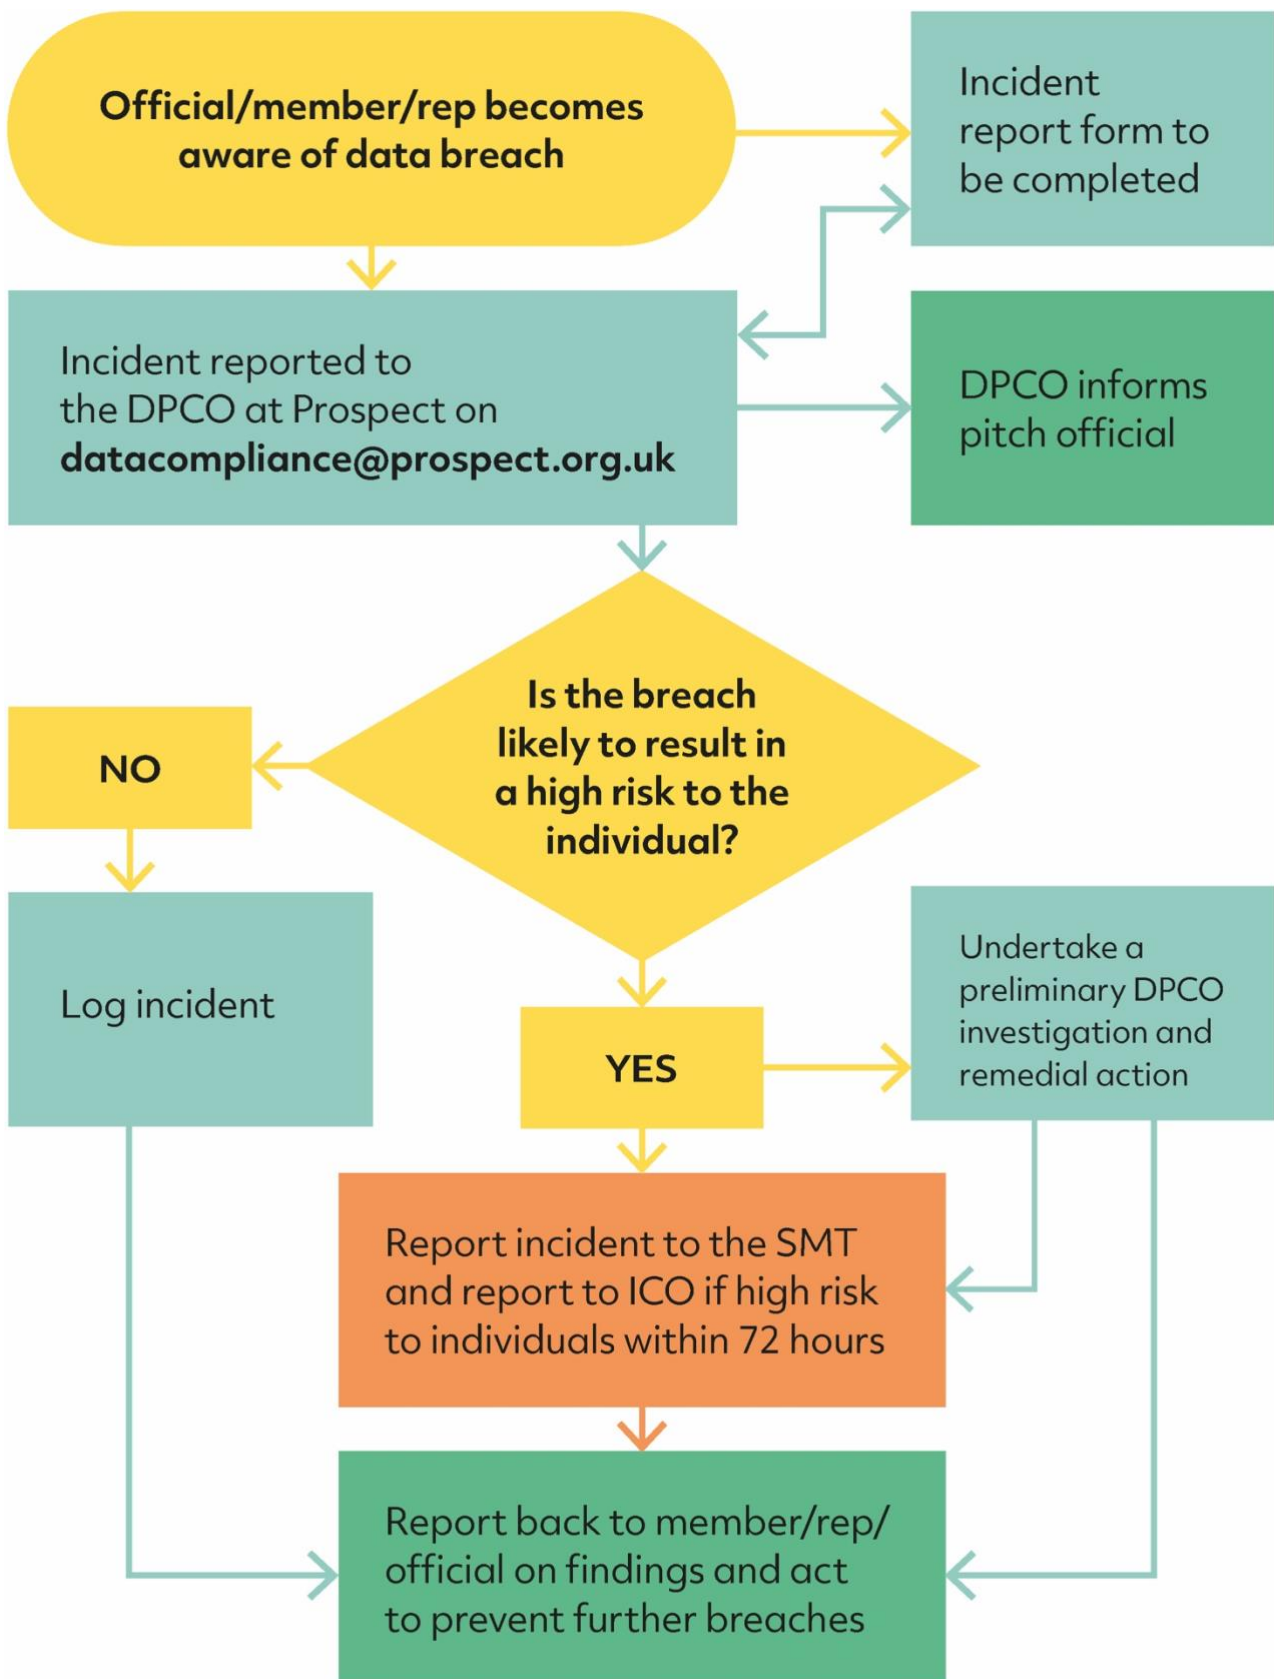 Official/member/rep becomes
aware of data breach
Incident
report form to
be completed
Incident reported to
the DPCO at Prospect on
datacompliance@prospect.org.uk
DPCO informs
pitch official
Is the breach
likely to result in
a high risk to the
individual?
NO
Log incident
YES
Undertake a
preliminary DPCO
investigation and
remedial action
Report incident to the SMT
and report to ICO if high risk
to individuals within 72 hours
Report back to member/rep/
official on findings and act
to prevent further breaches